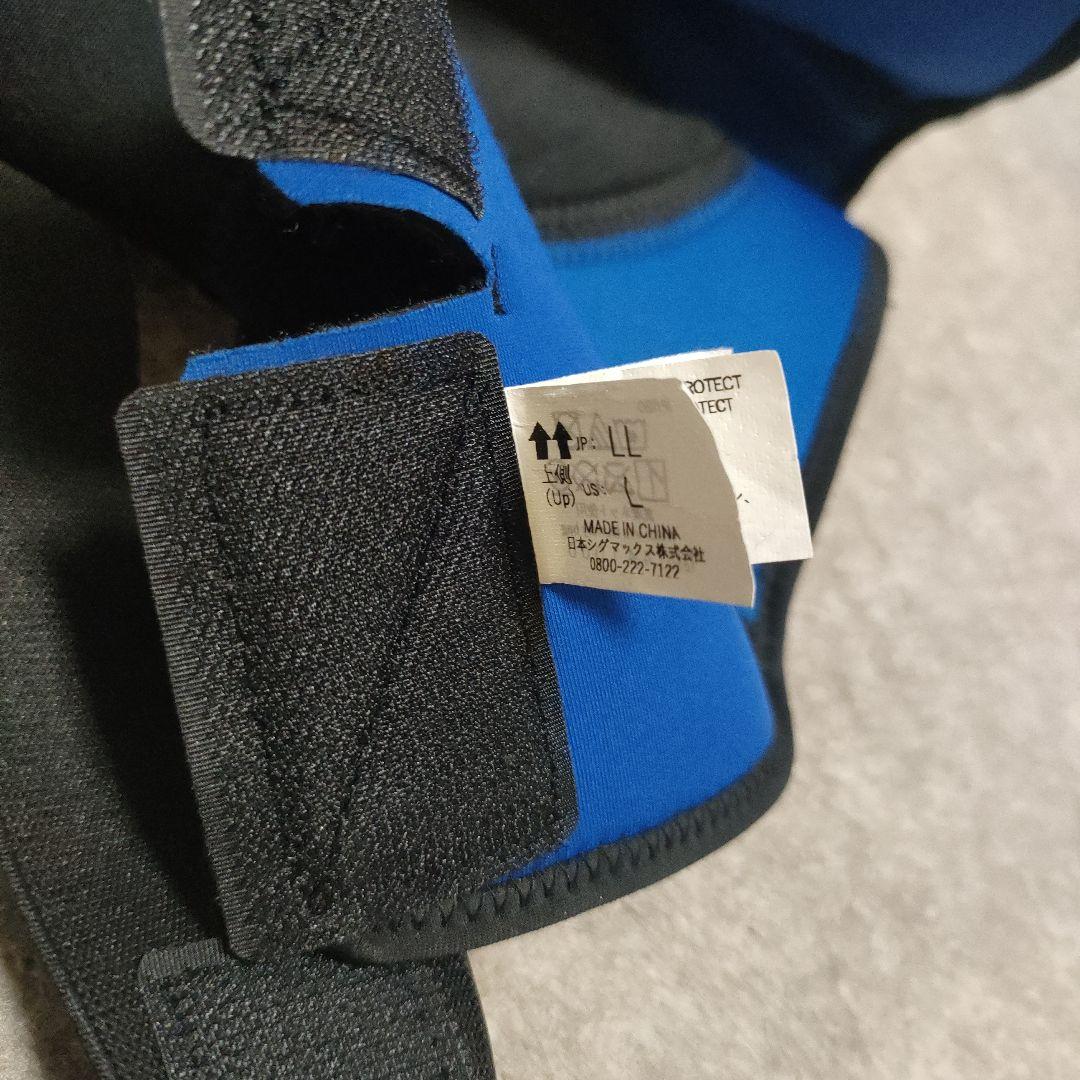 JP: LL
上側
(Up) US: L
MADE IN CHINA
日本シグマックス株式会社
0800-222-7122
ROTECT
TECT